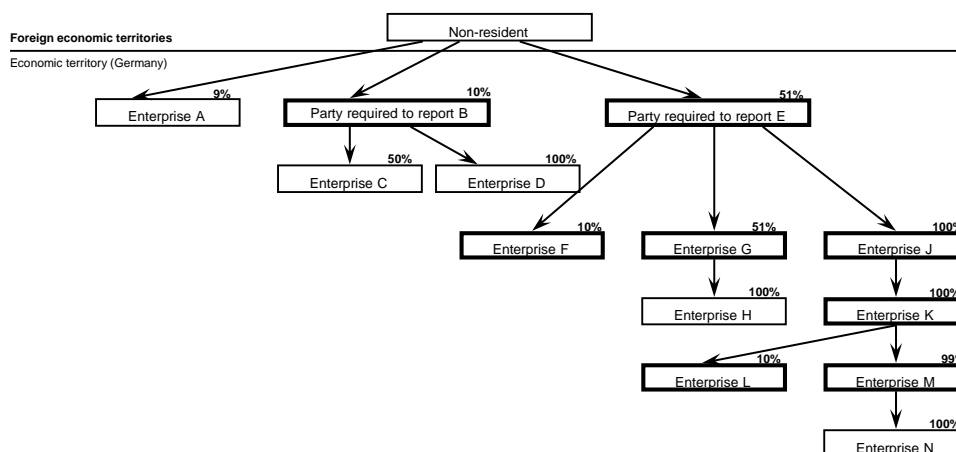 Non-resident
Foreign economic territories
Economic territory (Germany)
9%
10%
51%
Enterprise A
Party required to report B
Party required to report E
50%
100%
Enterprise C
Enterprise D
10%
51%
100%
Enterprise F
Enterprise G
Enterprise J
100%
100%
Enterprise H
Enterprise K
10%
99%
Enterprise L
Enterprise M
100%
Enterprise N